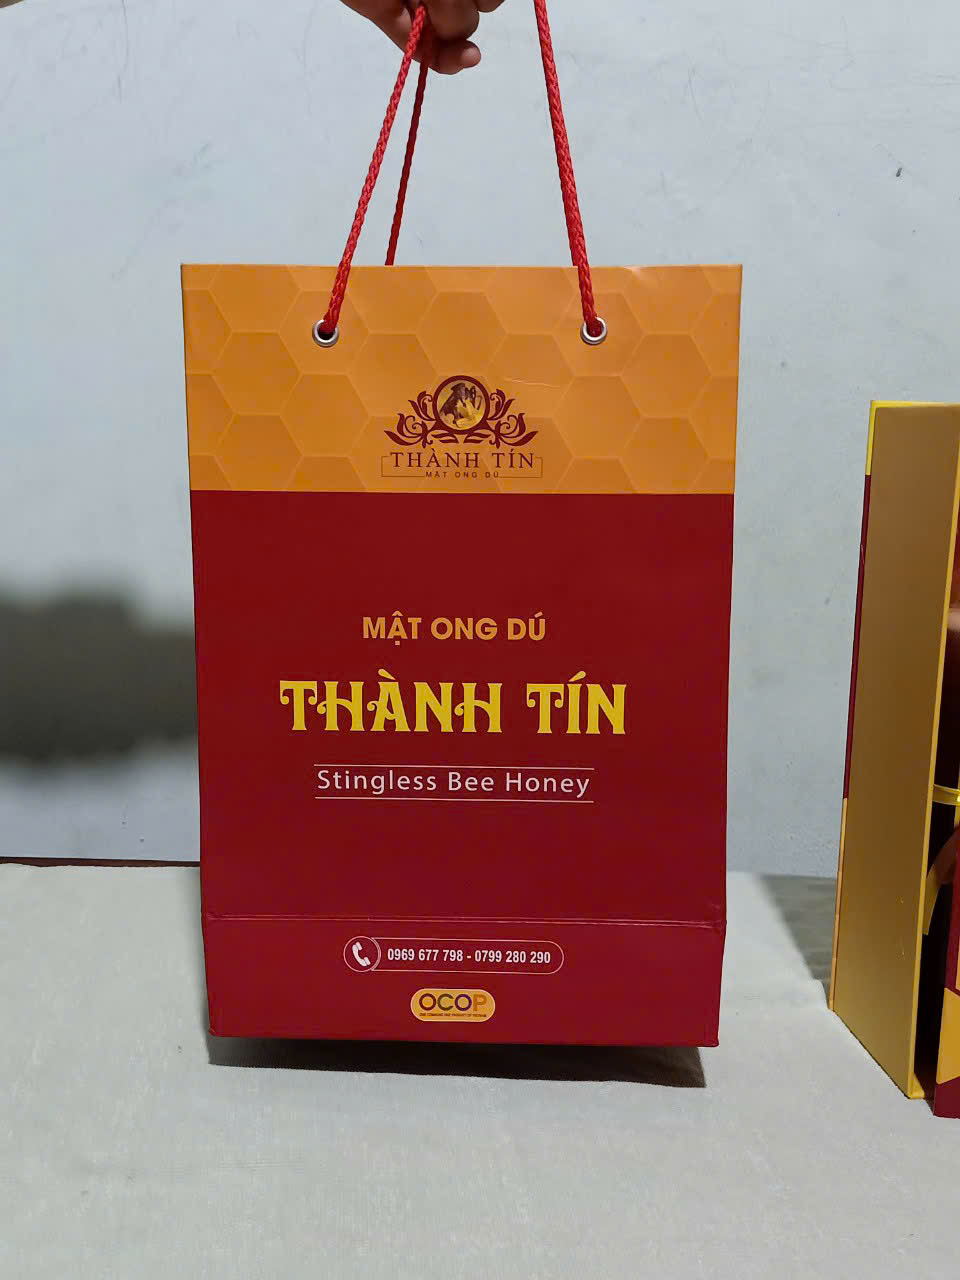 THÀNH TÍN
MẬT ONG DÚ
MẬT ONG DÚ
THÀNH TÍN
Stingless Bee Honey
0969 677 798 - 0799 280 290
OCOP